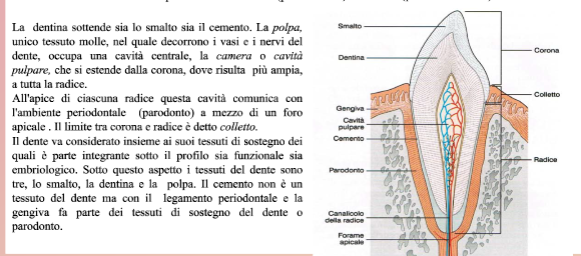 La dentina sottende sia lo smalto sia il cemento. La polpa,
unico tessuto molle, nel quale decorrono i vasi e i nervi del
dente, occupa una cavità centrale, la camera o cavità
pulpare, che si estende dalla corona, dove risulta più ampia,
a tutta la radice.
All'apice di ciascuna radice questa cavità comunica con
l'ambiente periodontale (parodonto) a mezzo di un foro
apicale . Il limite tra corona e radice è detto colletto.
Il dente va considerato insieme ai suoi tessuti di sostegno dei
quali è parte integrante sotto il profilo sia funzionale sia
embriologico. Sotto questo aspetto i tessuti del dente sono
tre, lo smalto, la dentina e la polpa. Il cemento non è un
tessuto del dente ma con il legamento periodontale e la
gengiva fa parte dei tessuti di sostegno del dente o
parodonto.
Smalto
Dentina
Gengiva
Cavità
pulpare
Cemento
Parodonto
Canalicolo
della radice
Forame
apicale
Corona
Colletto
Radice